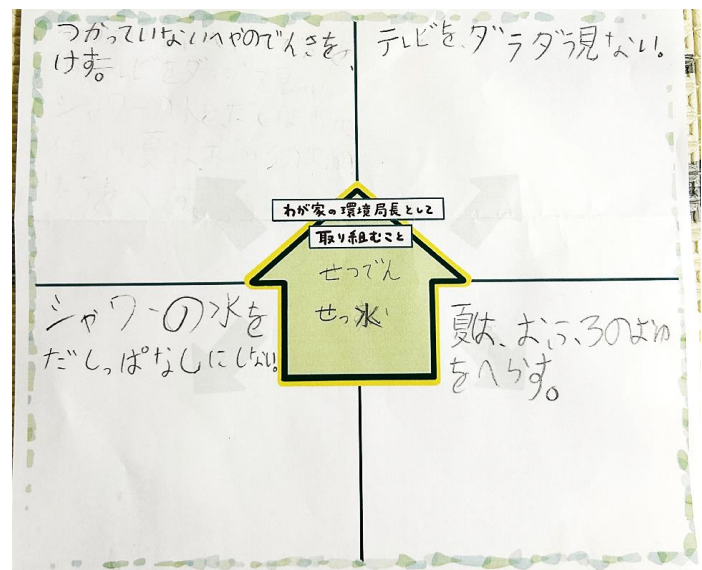 つかっていないへやのでんきを、
けす。
テレビを、ダラダラ見ない。
わが家の環境局長として
取り組むこと
せつでん
せっ水
シャワーの水を
だしっぱなしにしない。
夏は、おふろのおゆ
をへらす。